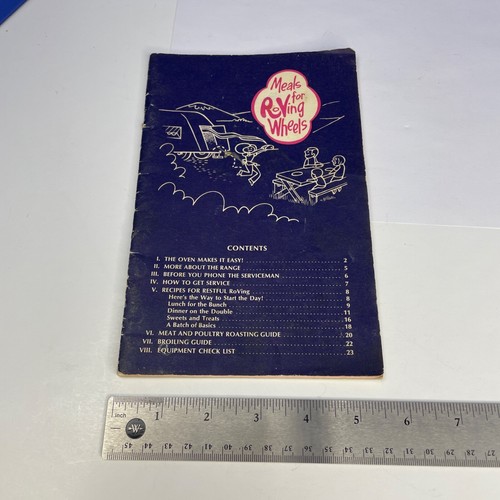 Meals
for
RoVing
Wheels
CONTENTS
I. THE OVEN MAKES IT EASY! 2
II. MORE ABOUT THE RANGE 5
III. BEFORE YOU PHONE THE SERVICEMAN 6
IV. HOW TO GET SERVICE 7
V. RECIPES FOR RESTFUL RoVing 8
Here's the Way to Start the Day! 8
Lunch for the Bunch 9
Dinner on the Double 11
Sweets and Treats 16
A Batch of Basics 18
VI. MEAT AND POULTRY ROASTING GUIDE 20
VII. BROILING GUIDE 22
VIII. EQUIPMENT CHECK LIST 23
inch 1 2 3 4 5 6 7
W